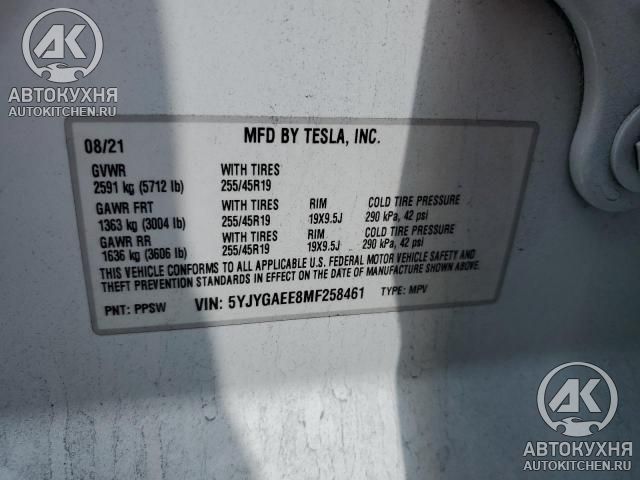 AK
АВТОКУХНЯ
AUTOKITCHEN.RU
08/21
MFD BY TESLA, INC.
GVWR WITH TIRES
2591 kg (5712 lb) 255/45R19
GAWR FRT WITH TIRES RIM COLD TIRE PRESSURE
1363 kg (3004 lb) 255/45R19 19X9.5J 290 kPa, 42 psi
GAWR RR WITH TIRES RIM COLD TIRE PRESSURE
1636 kg (3606 lb) 255/45R19 19X9.5J 290 kPa, 42 psi
THIS VEHICLE CONFORMS TO ALL APPLICABLE U.S. FEDERAL MOTOR VEHICLE SAFETY AND
THEFT PREVENTION STANDARDS IN EFFECT ON THE DATE OF MANUFACTURE SHOWN ABOVE.
PNT: PPSW VIN: 5YJYGAEE8MF258461 TYPE: MPV
AK
АВТОКУХНЯ
AUTOKITCHEN.RU